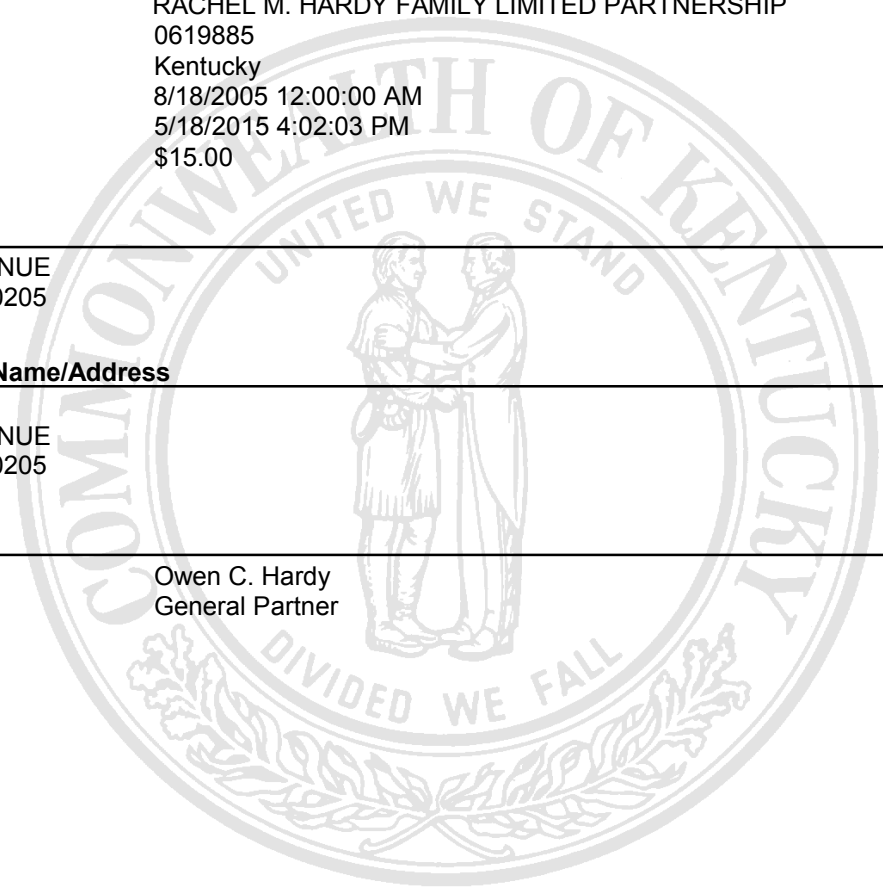 RACHEL M. HARDY FAMILY LIMITED PARTNERSHIP
0619885
Kentucky
8/18/2005 12:00:00 AM
5/18/2015 4:02:03 PM
$15.00
COMMONWEALTH OF KENTUCKY
UNITED WE STAND
NUE
0205
Name/Address
NUE
0205
Owen C. Hardy
General Partner
DIVIDED WE FALL